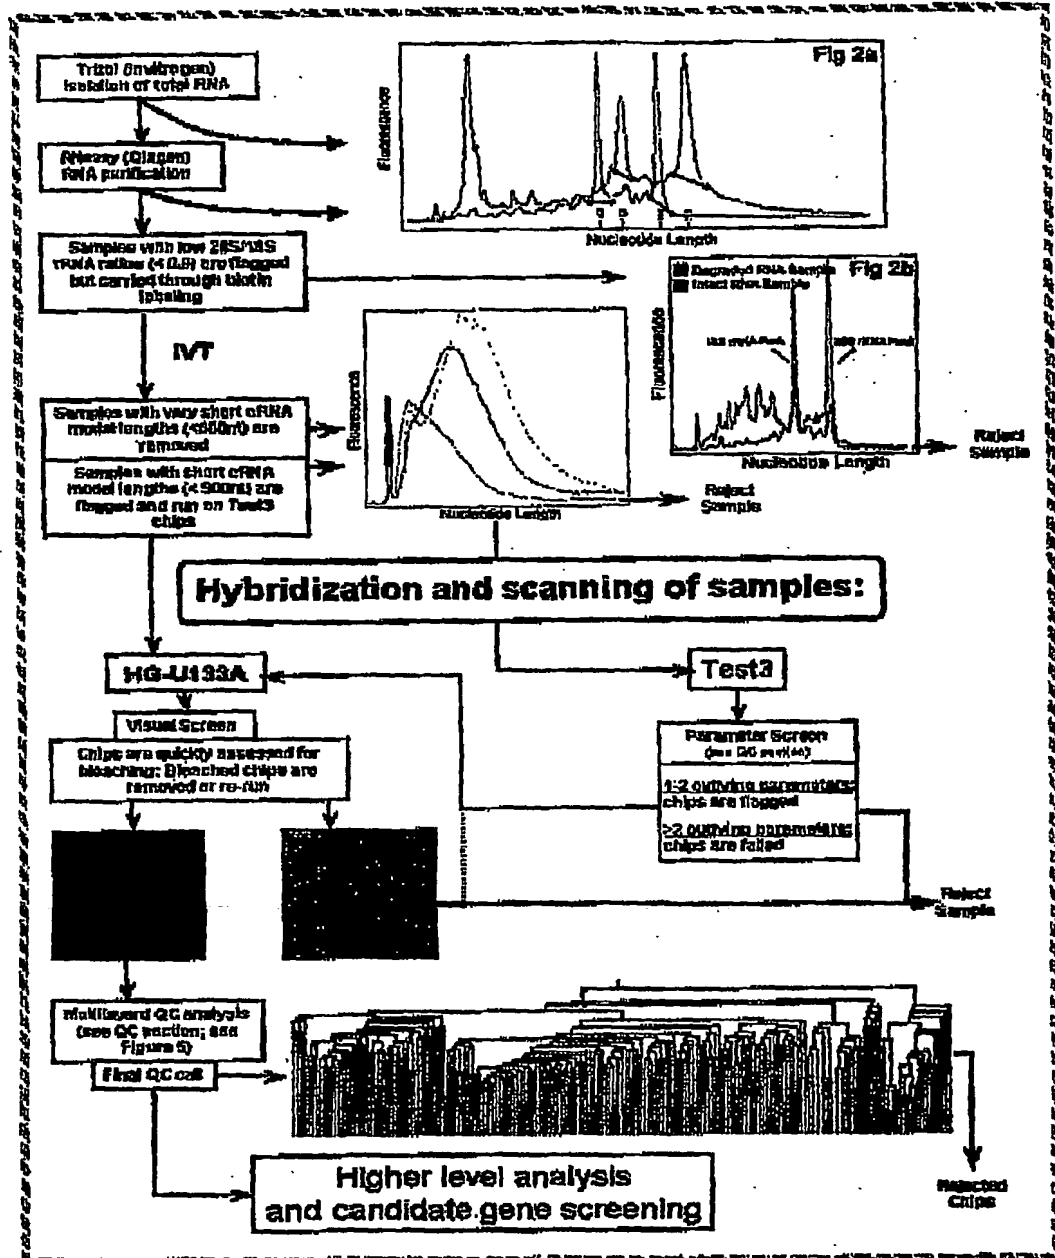 Trizol (Invitrogen)
isolation of total RNA
Fig 2a
Fluorescence
Nucleotide Length
RNeasy (Qiagen)
RNA purification
Samples with low 28S/18S
rRNA ratios (<0.9) are flagged
but carried through biotin
labeling
IVT
Fig 2b
Degraded RNA Sample
Intact RNA Sample
Fluorescence
18S rRNA Peak
28S rRNA Peak
Nucleotide Length
Reject
Sample
Samples with very short cRNA
model lengths are
removed
Samples with short cRNA
model lengths (<900nt) are
flagged and run on Test3
chips
Fluorescence
Nucleotide Length
Reject
Sample
Hybridization and scanning of samples:
HG-U133A
Test3
Visual Screen
Chips are quickly assessed for
bleaching: Bleached chips are
removed or re-run
Parameter Screen
(see QC section)
1-2 outlying parameters:
chips are flagged
>2 outlying parameters:
chips are failed
Reject
Sample
Multilayered QC analysis
(see QC section; see
Figure 5)
Final QC call
Rejected
Chips
Higher level analysis
and candidate gene screening